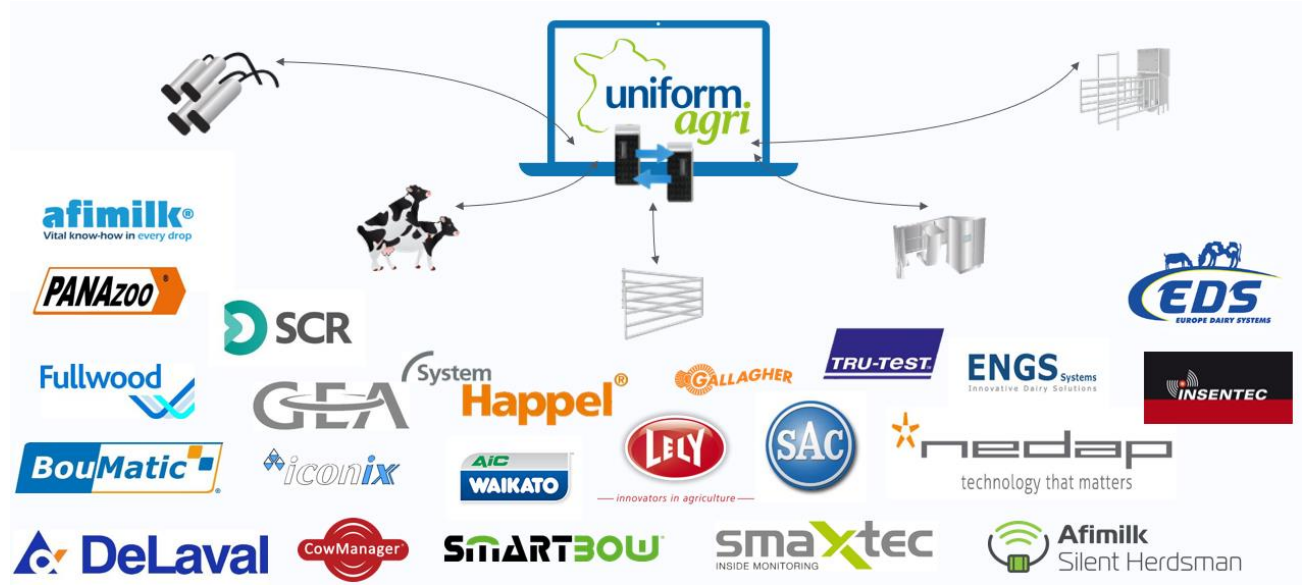 uniform
agri
afimilk®
Vital know-how in every drop
PANAzoo®
SCR
EDS
EUROPE DAIRY SYSTEMS
Fullwood
GEA
System
Happel®
GALLAGHER
TRU-TEST
ENGS Systems
Innovative Dairy Solutions
INSENTEC
BouMatic®
iconix
AIC
WAIKATO
LELY
innovators in agriculture
SAC
nedap
technology that matters
DeLaval
CowManager
SMARTBOW
smaxtec
INSIDE MONITORING
Afimilk
Silent Herdsman